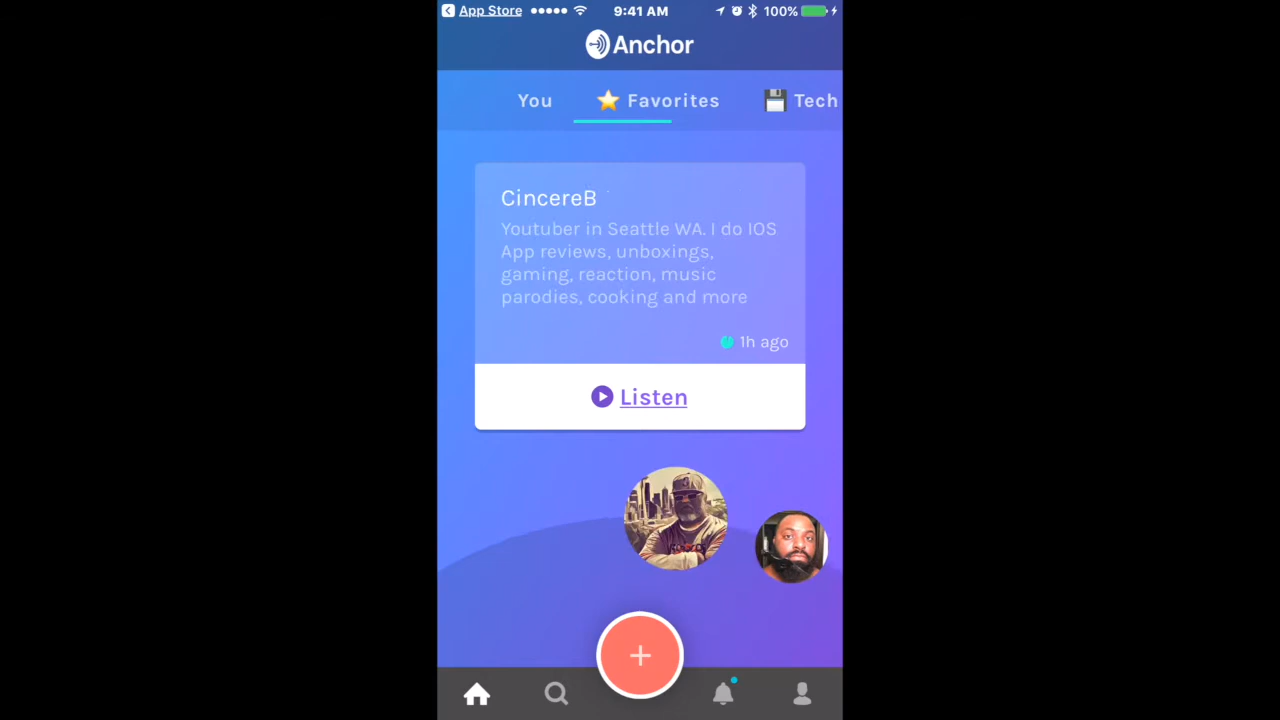 App Store 9:41 AM 100%
Anchor
You Favorites Tech
CincereB
Youtuber in Seattle WA. I do IOS
App reviews, unboxings,
gaming, reaction, music
parodies, cooking and more
1h ago
Listen